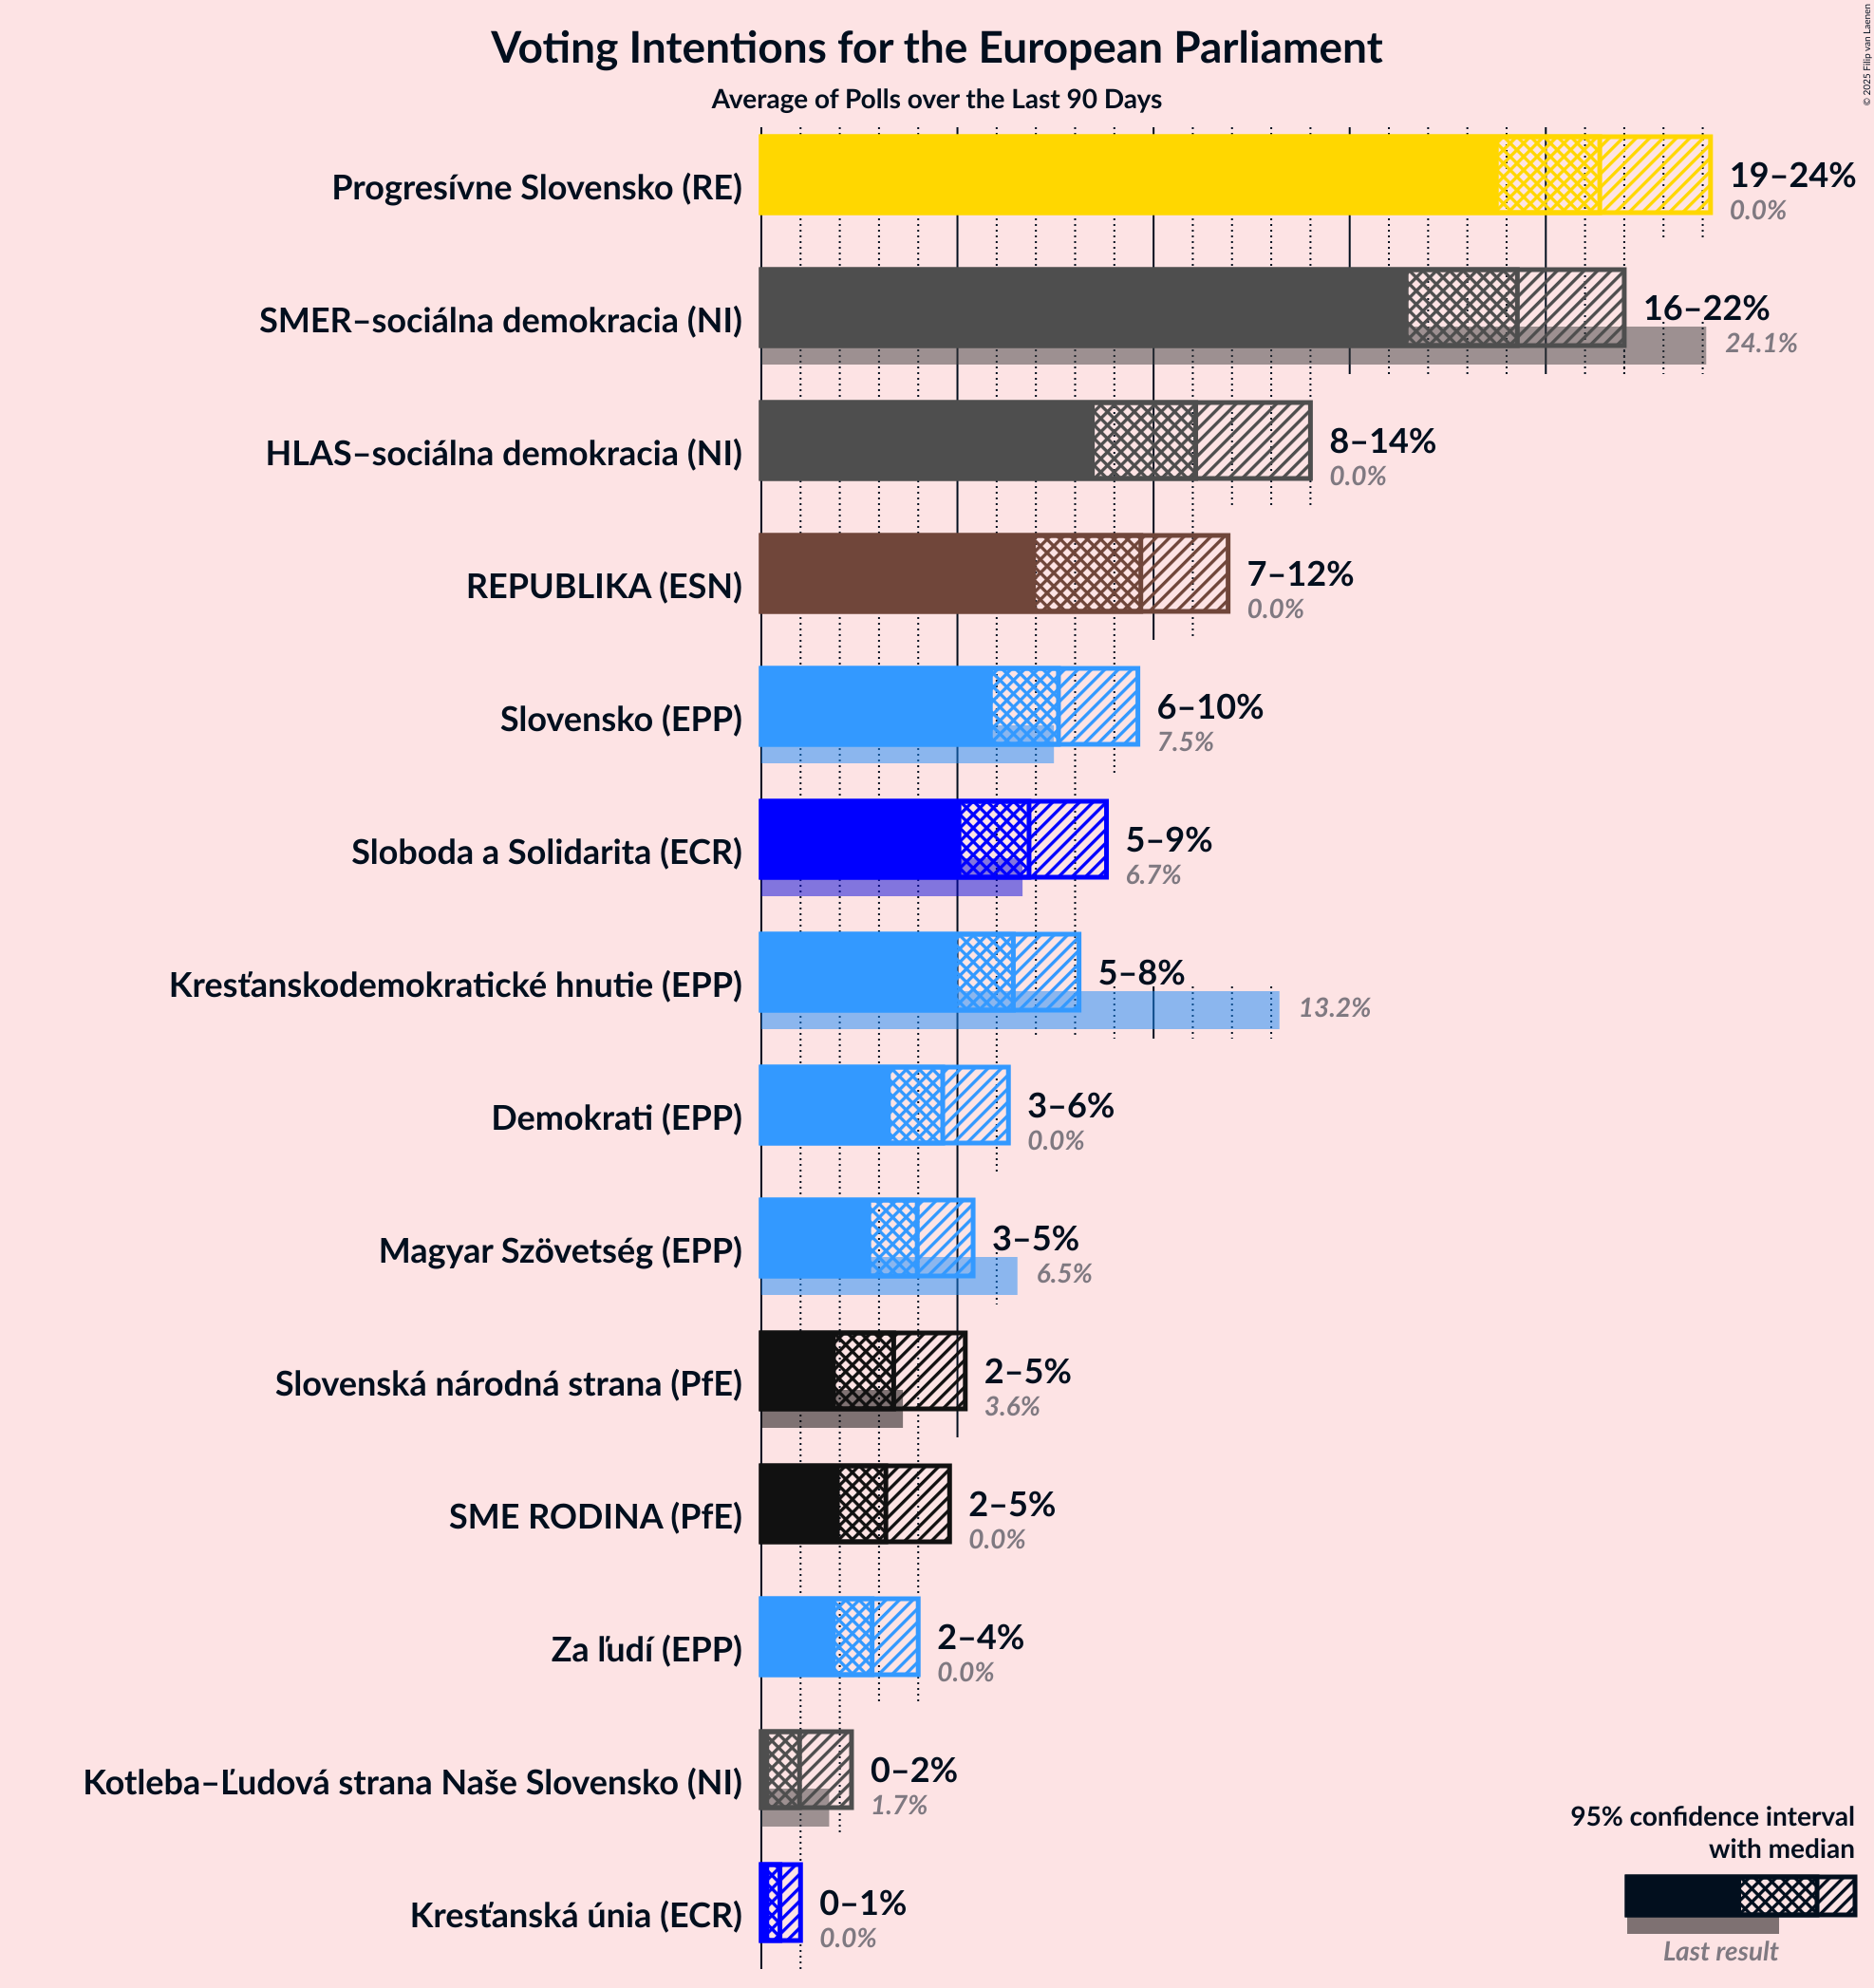 © 2025 Filip van Laenen
Voting Intentions for the European Parliament
Average of Polls over the Last 90 Days
Progresívne Slovensko (RE)
19–24%
0.0%
SMER–sociálna demokracia (NI)
16–22%
24.1%
HLAS–sociálna demokracia (NI)
8–14%
0.0%
REPUBLIKA (ESN)
7–12%
0.0%
Slovensko (EPP)
6–10%
7.5%
Sloboda a Solidarita (ECR)
5–9%
6.7%
Kresťanskodemokratické hnutie (EPP)
5–8%
13.2%
Demokrati (EPP)
3–6%
0.0%
Magyar Szövetség (EPP)
3–5%
6.5%
Slovenská národná strana (PfE)
2–5%
3.6%
SME RODINA (PfE)
2–5%
0.0%
Za ľudí (EPP)
2–4%
0.0%
Kotleba–Ľudová strana Naše Slovensko (NI)
0–2%
1.7%
Kresťanská únia (ECR)
0–1%
0.0%
95% confidence interval
with median
Last result